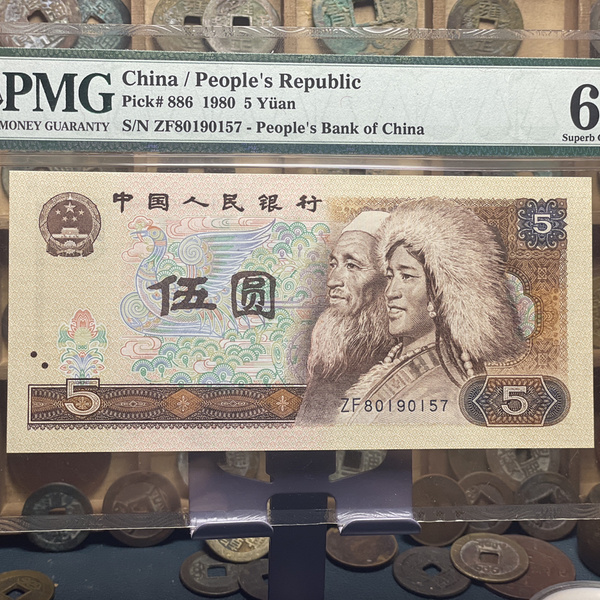 PMG
MONEY GUARANTY
China / People's Republic
Pick# 886 1980 5 Yüan
S/N ZF80190157 - People's Bank of China
6
Superb
中国人民银行
5
伍圆
5
ZF80190157
5